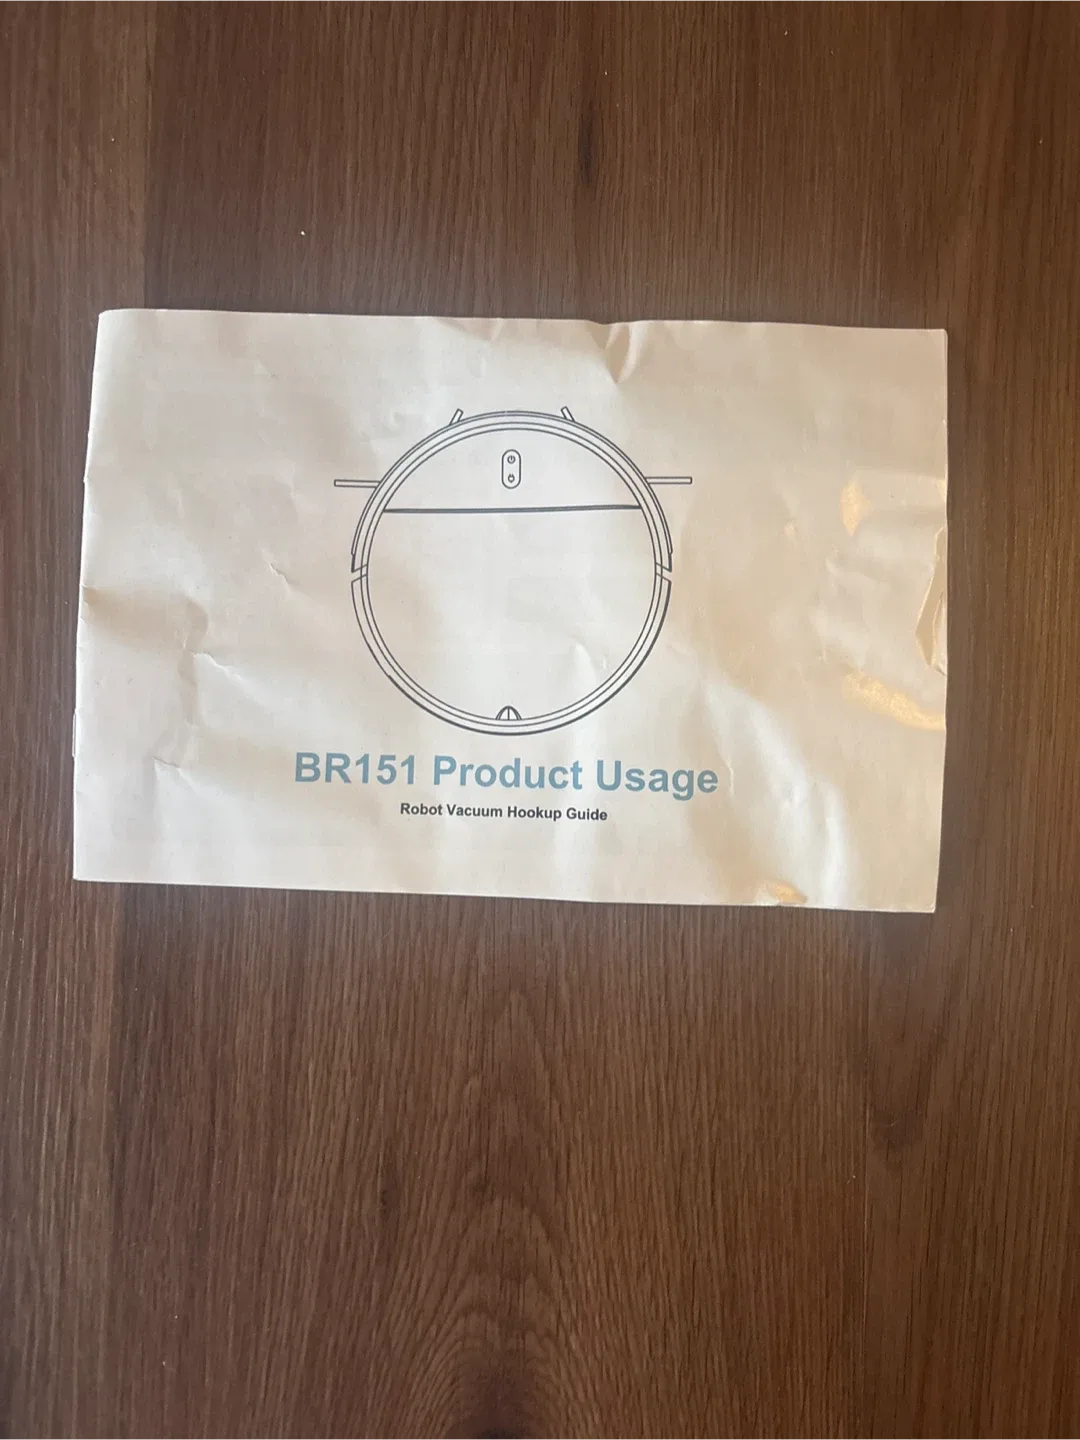 BR151 Product Usage
Robot Vacuum Hookup Guide